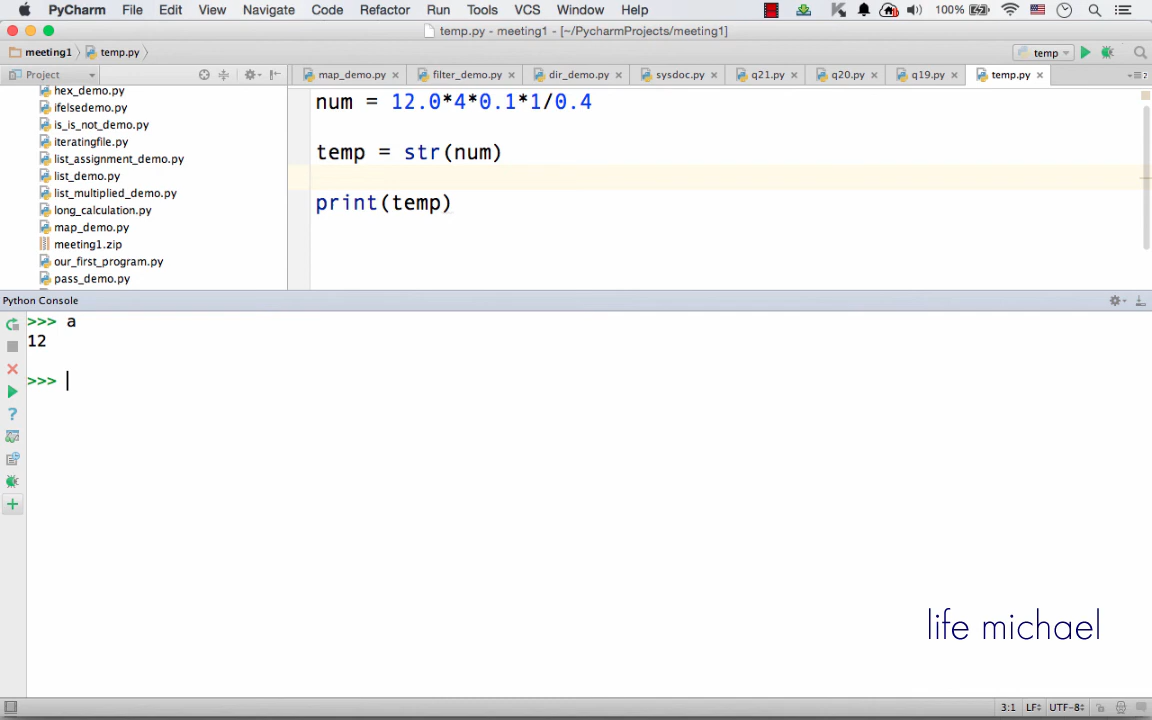 PyCharm File Edit View Navigate Code Refactor Run Tools VCS Window Help 100%
temp.py - meeting1 - [~/PycharmProjects/meeting1]
meeting1 temp.py temp
Project map_demo.py filter_demo.py dir_demo.py sysdoc.py q21.py q20.py q19.py temp.py
hex_demo.py
ifelsedemo.py
is_is_not_demo.py
iteratingfile.py
list_assignment_demo.py
list_demo.py
list_multiplied_demo.py
long_calculation.py
map_demo.py
meeting1.zip
our_first_program.py
pass_demo.py
num = 12.0*4*0.1*1/0.4
temp = str(num)
print(temp)
Python Console
>>> a
12
>>>
life michael
3:1 LF÷ UTF-8÷